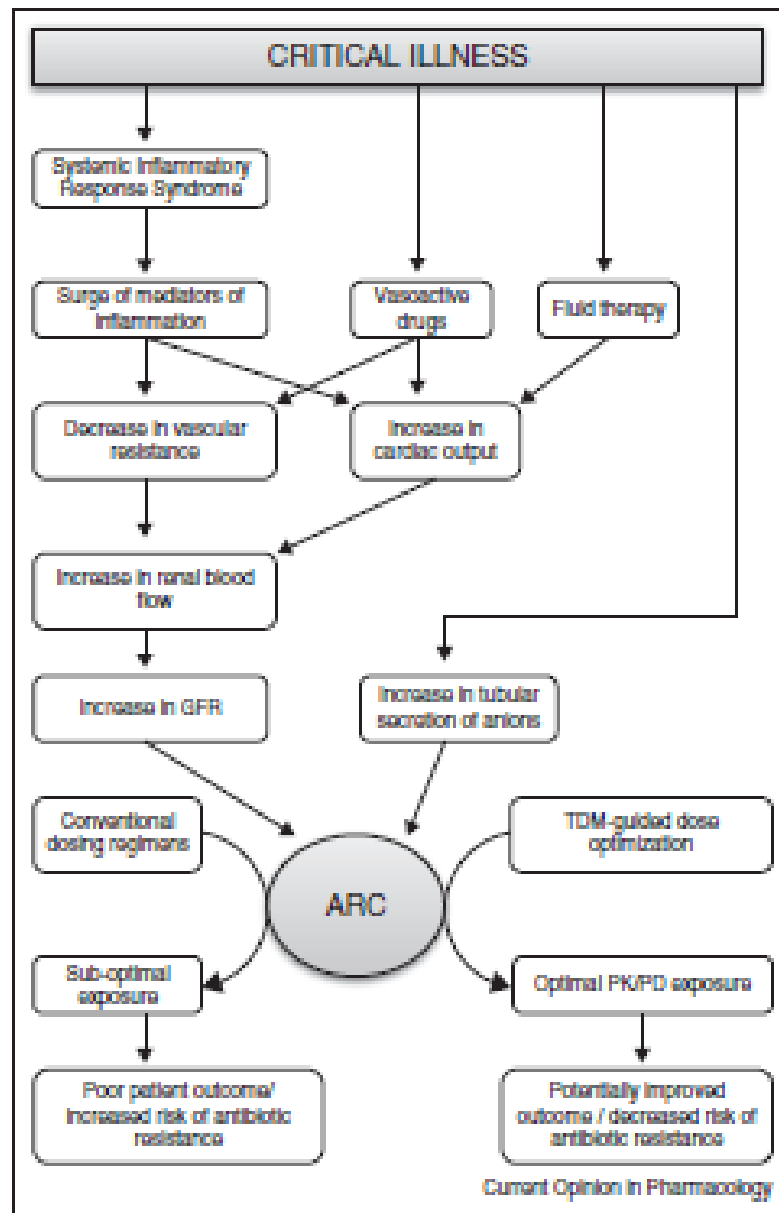 CRITICAL ILLNESS
Systemic Inflammatory
Response Syndrome
Surge of mediators of
inflammation
Vasoactive
drugs
Fluid therapy
Decrease in vascular
resistance
Increase in
cardiac output
Increase in renal blood
flow
Increase in GFR
Increase in tubular
secretion of anions
Conventional
dosing regimens
TDM-guided dose
optimization
ARC
Sub-optimal
exposure
Optimal PK/PD exposure
Poor patient outcome/
increased risk of antibiotic
resistance
Potentially improved
outcome / decreased risk of
antibiotic resistance
Current Opinion in Pharmacology